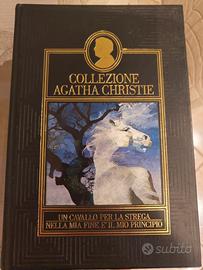 COLLEZIONE
AGATHA CHRISTIE
UN CAVALLO PER LA STREGA
NELLA MIA FINE E' IL MIO PRINCIPIO
subito